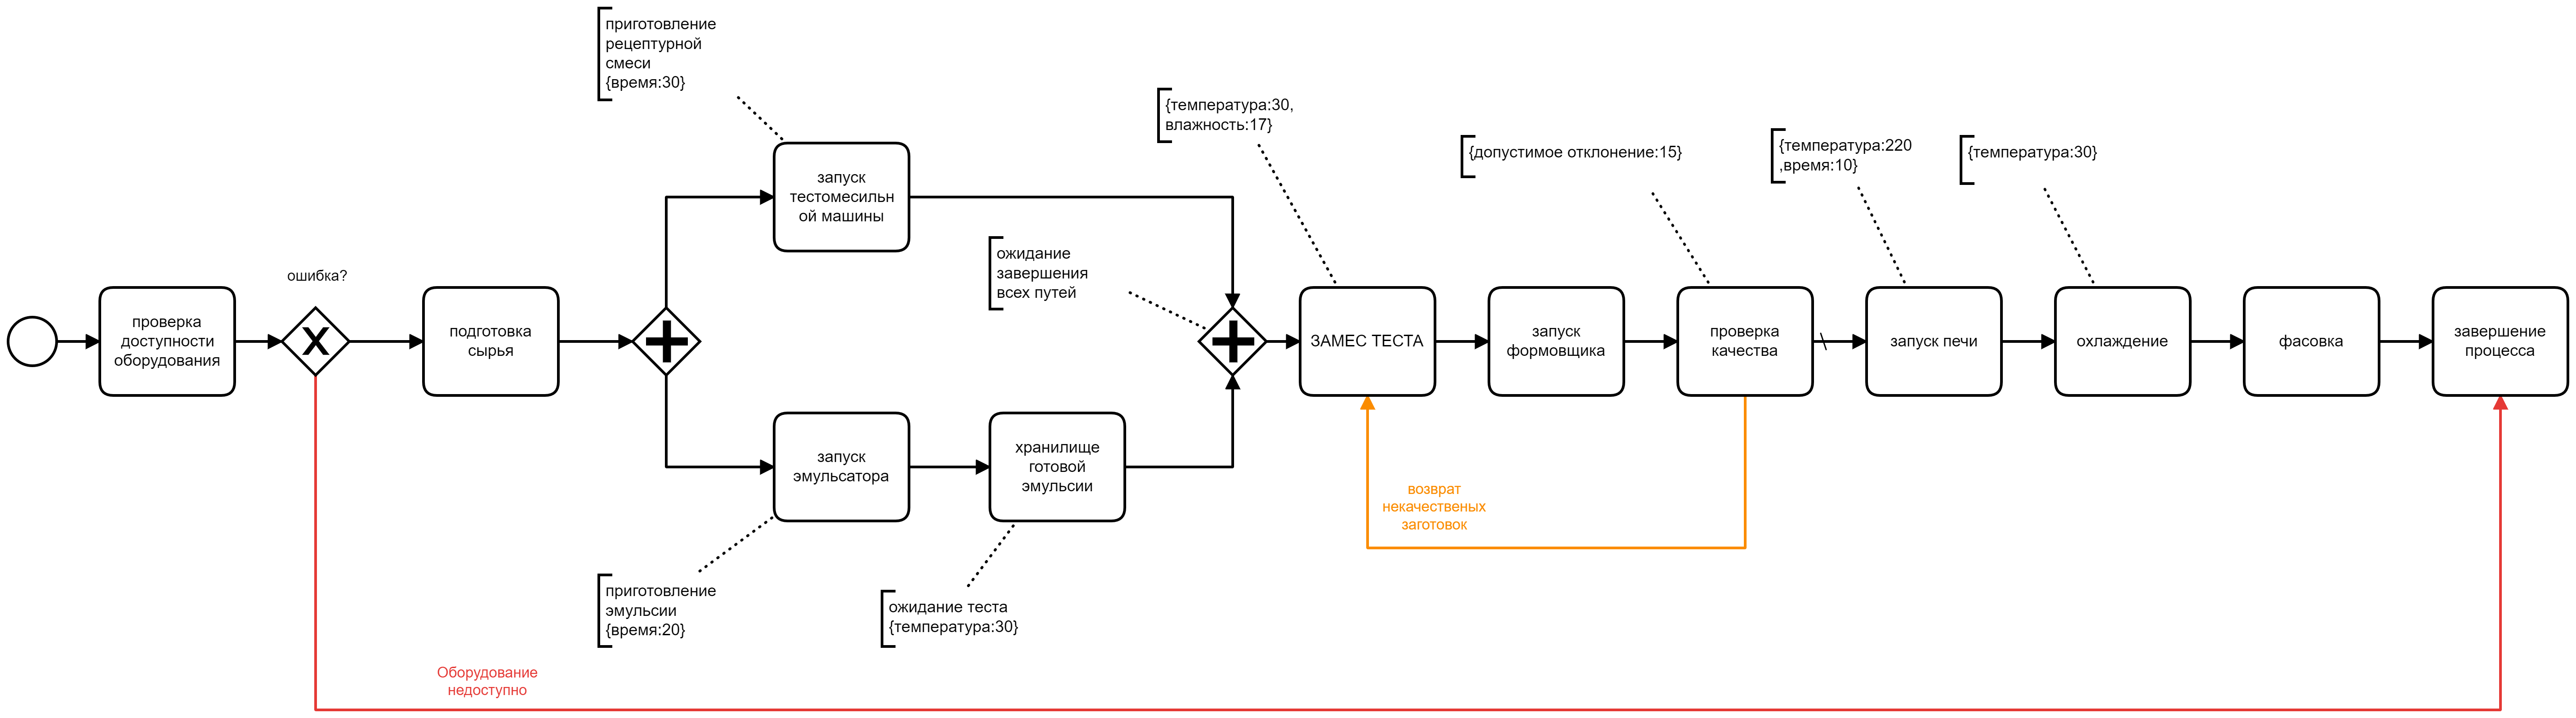 приготовление
рецептурной
смеси
{время:30}
{температура:30,
влажность:17}
{допустимое отклонение:15}
{температура:220
,время:10}
{температура:30}
запуск
тестомесильн
ой машины
ожидание
завершения
всех путей
ошибка?
проверка
доступности
оборудования
X
подготовка
сырья
ЗАМЕС ТЕСТА
запуск
формовщика
проверка
качества
запуск печи
охлаждение
фасовка
завершение
процесса
запуск
эмульсатора
хранилище
готовой
эмульсии
возврат
некачественых
заготовок
приготовление
эмульсии
{время:20}
ожидание теста
{температура:30}
Оборудование
недоступно